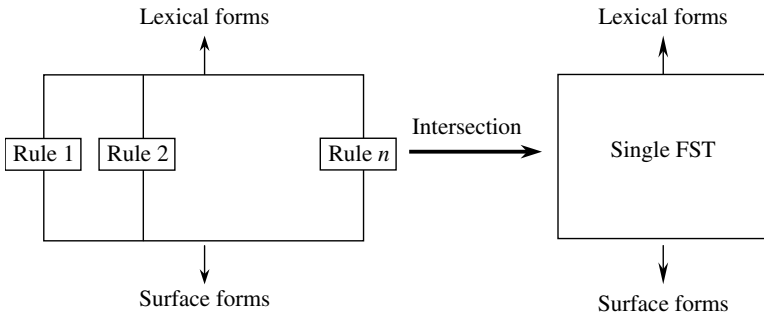 Lexical forms
Rule 1
Rule 2
Rule n
Surface forms
Intersection
Lexical forms
Single FST
Surface forms